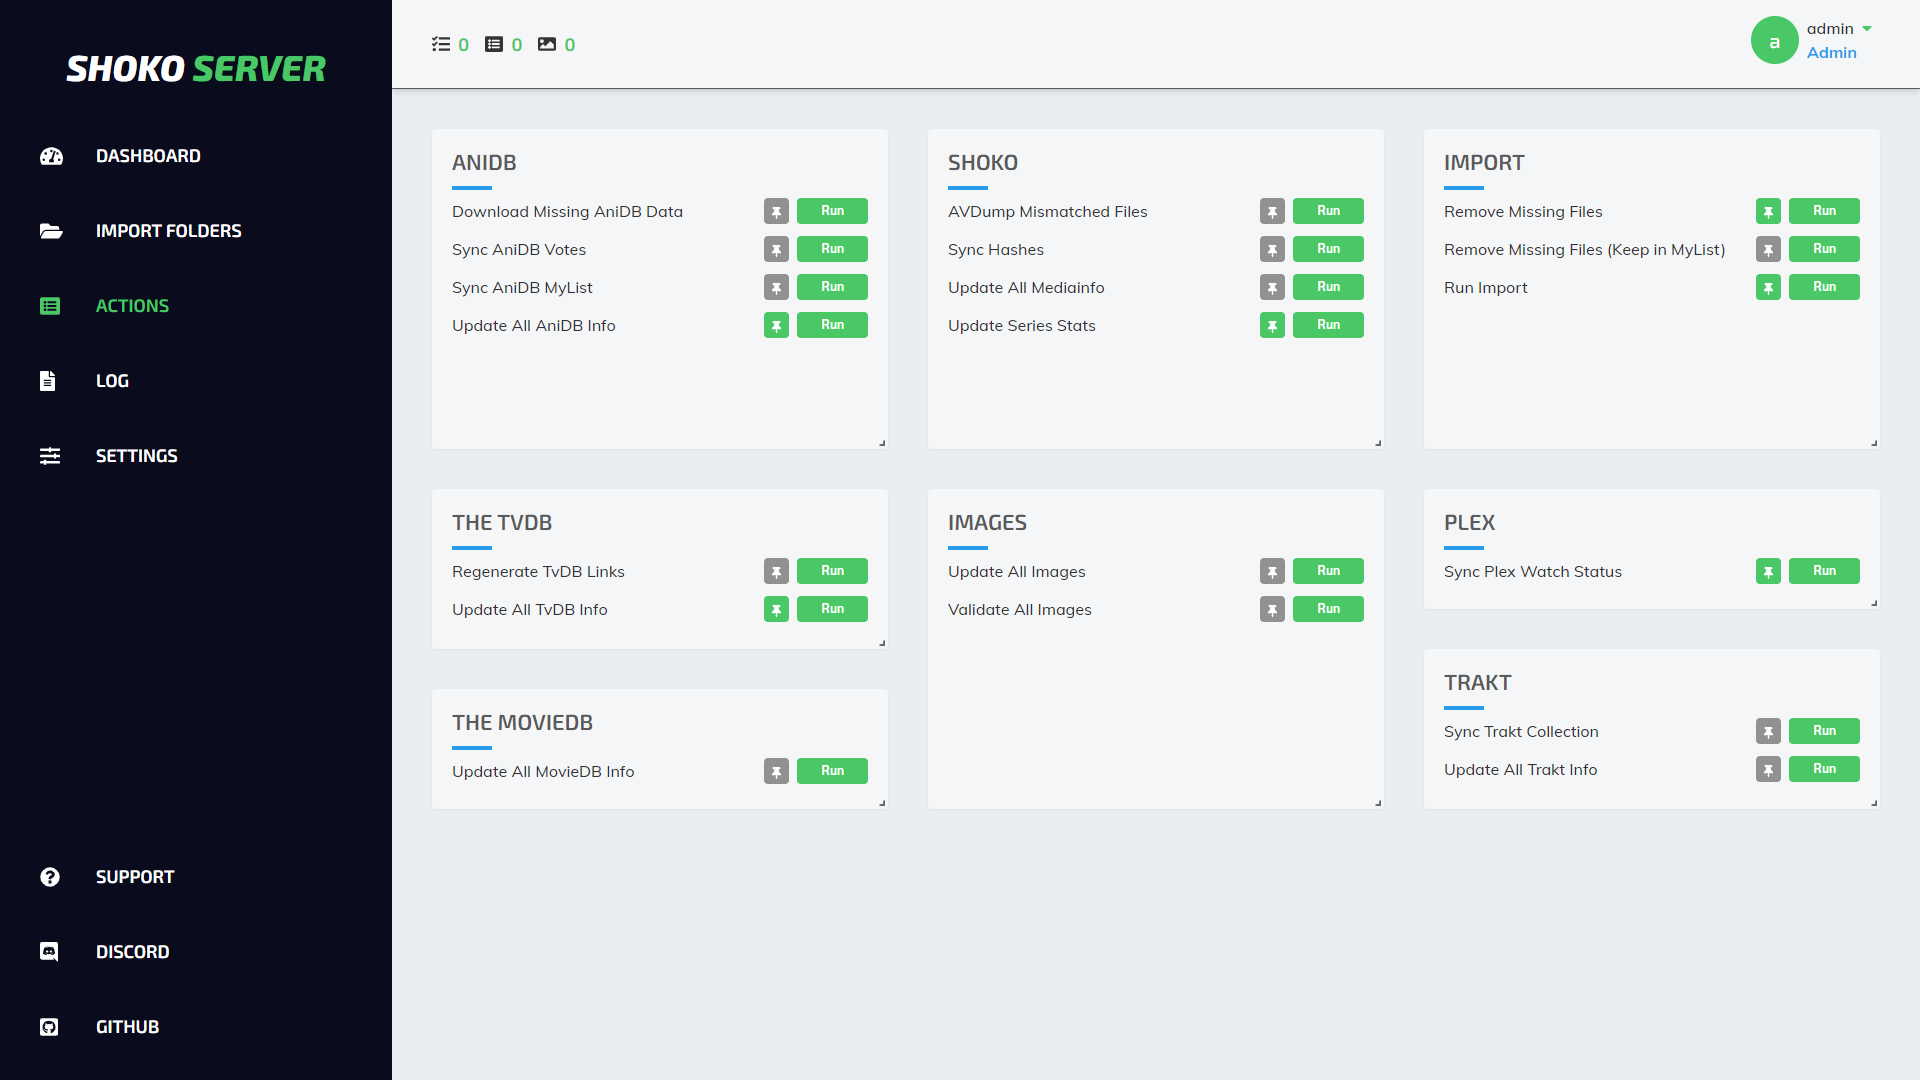 SHOKO SERVER
DASHBOARD
IMPORT FOLDERS
ACTIONS
LOG
SETTINGS
SUPPORT
DISCORD
GITHUB
0 0 0
a
admin
Admin
ANIDB
Download Missing AniDB Data Run
Sync AniDB Votes Run
Sync AniDB MyList Run
Update All AniDB Info Run
SHOKO
AVDump Mismatched Files Run
Sync Hashes Run
Update All Mediainfo Run
Update Series Stats Run
IMPORT
Remove Missing Files Run
Remove Missing Files (Keep in MyList) Run
Run Import Run
THE TVDB
Regenerate TvDB Links Run
Update All TvDB Info Run
IMAGES
Update All Images Run
Validate All Images Run
PLEX
Sync Plex Watch Status Run
THE MOVIEDB
Update All MovieDB Info Run
TRAKT
Sync Trakt Collection Run
Update All Trakt Info Run